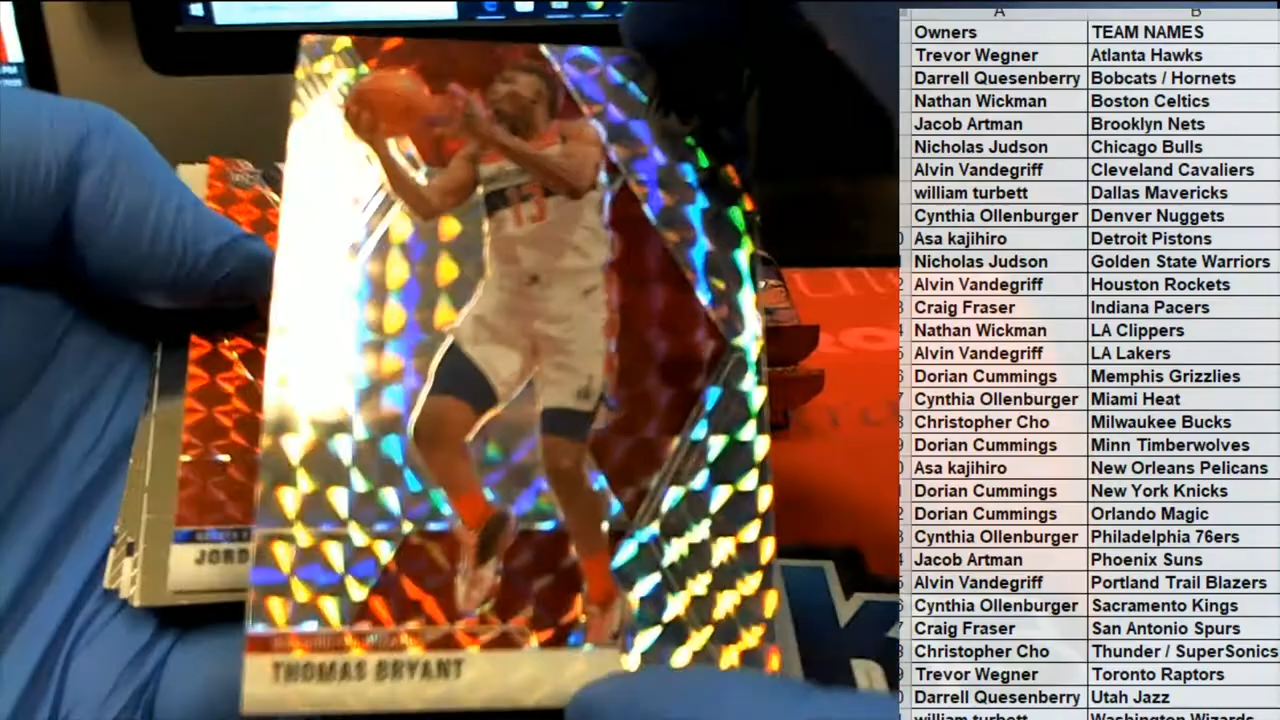 A B
Owners TEAM NAMES
Trevor Wegner Atlanta Hawks
Darrell Quesenberry Bobcats / Hornets
Nathan Wickman Boston Celtics
Jacob Artman Brooklyn Nets
Nicholas Judson Chicago Bulls
Alvin Vandegriff Cleveland Cavaliers
william turbett Dallas Mavericks
Cynthia Ollenburger Denver Nuggets
Asa kajihiro Detroit Pistons
Nicholas Judson Golden State Warriors
Alvin Vandegriff Houston Rockets
Craig Fraser Indiana Pacers
Nathan Wickman LA Clippers
Alvin Vandegriff LA Lakers
Dorian Cummings Memphis Grizzlies
Cynthia Ollenburger Miami Heat
Christopher Cho Milwaukee Bucks
Dorian Cummings Minn Timberwolves
Asa kajihiro New Orleans Pelicans
Dorian Cummings New York Knicks
Dorian Cummings Orlando Magic
Cynthia Ollenburger Philadelphia 76ers
Jacob Artman Phoenix Suns
Alvin Vandegriff Portland Trail Blazers
Cynthia Ollenburger Sacramento Kings
Craig Fraser San Antonio Spurs
Christopher Cho Thunder / SuperSonics
Trevor Wegner Toronto Raptors
Darrell Quesenberry Utah Jazz
william turbett Washington Wizards
13
JORD
THOMAS BRYANT